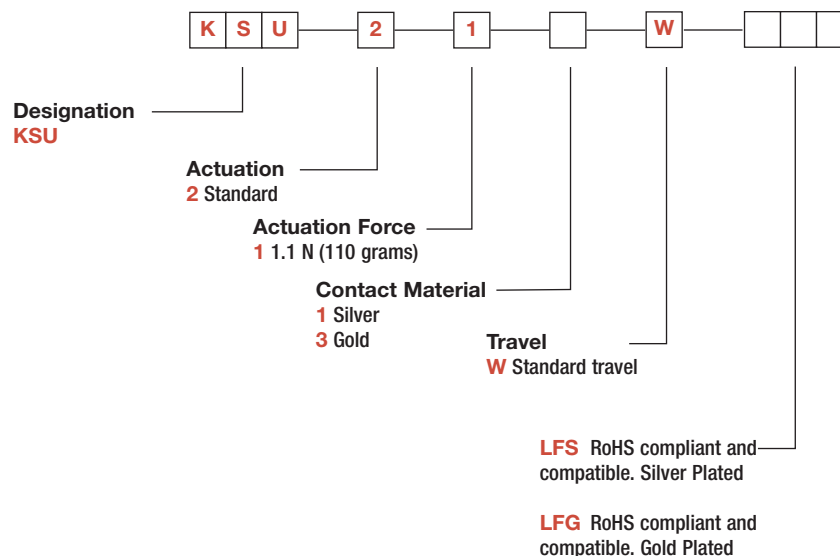 K S U 2 1 W
Designation
KSU
Actuation
2 Standard
Actuation Force
1 1.1 N (110 grams)
Contact Material
1 Silver
3 Gold
Travel
W Standard travel
LFS RoHS compliant and
compatible. Silver Plated
LFG RoHS compliant and
compatible. Gold Plated